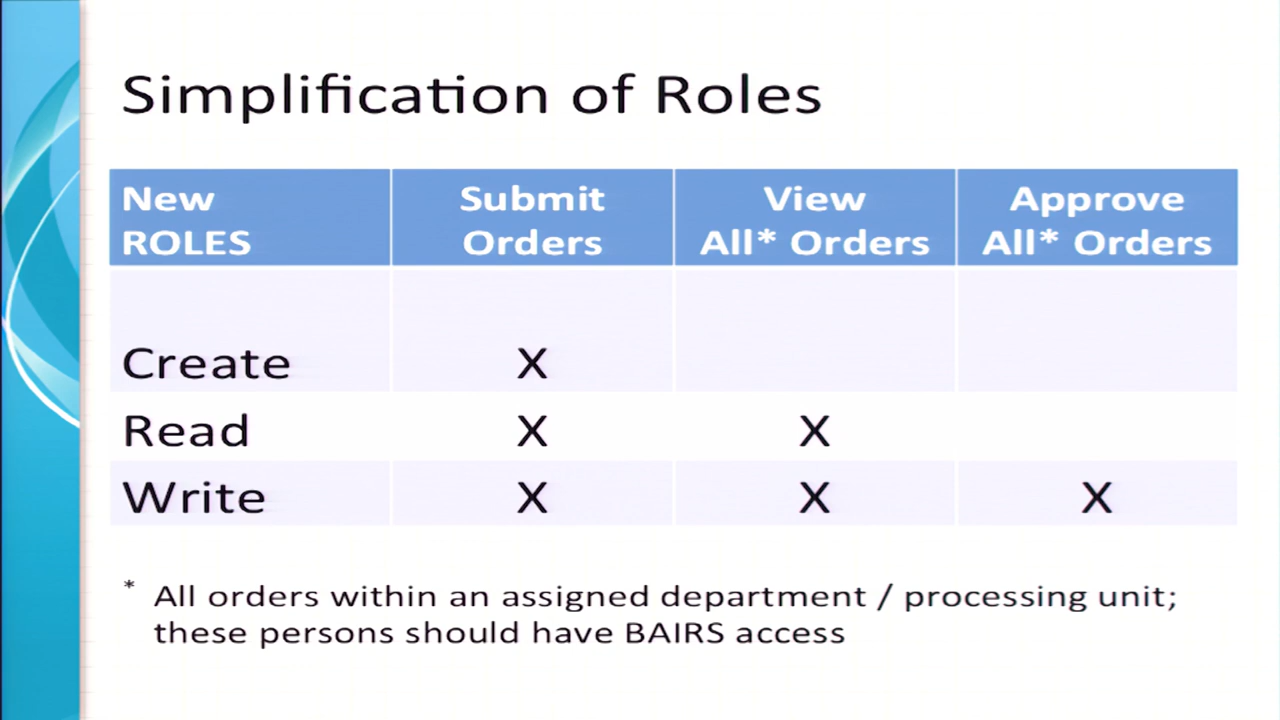 Simplification of Roles
New ROLES
Submit Orders
View All* Orders
Approve All* Orders
Create X
Read X X
Write X X X
* All orders within an assigned department / processing unit;
these persons should have BAIRS access